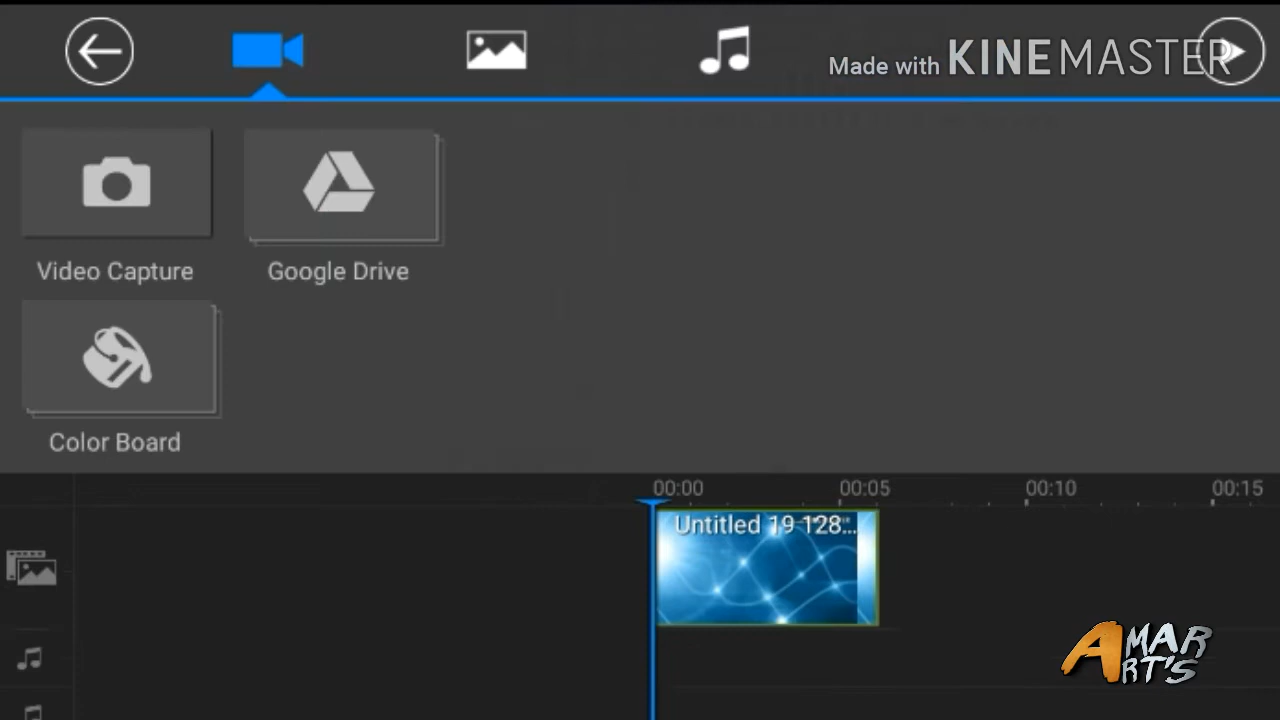 Made with KINEMASTER
Video Capture
Google Drive
Color Board
00:00
00:05
00:10
00:15
Untitled 19 128...
AMAR
ART'S